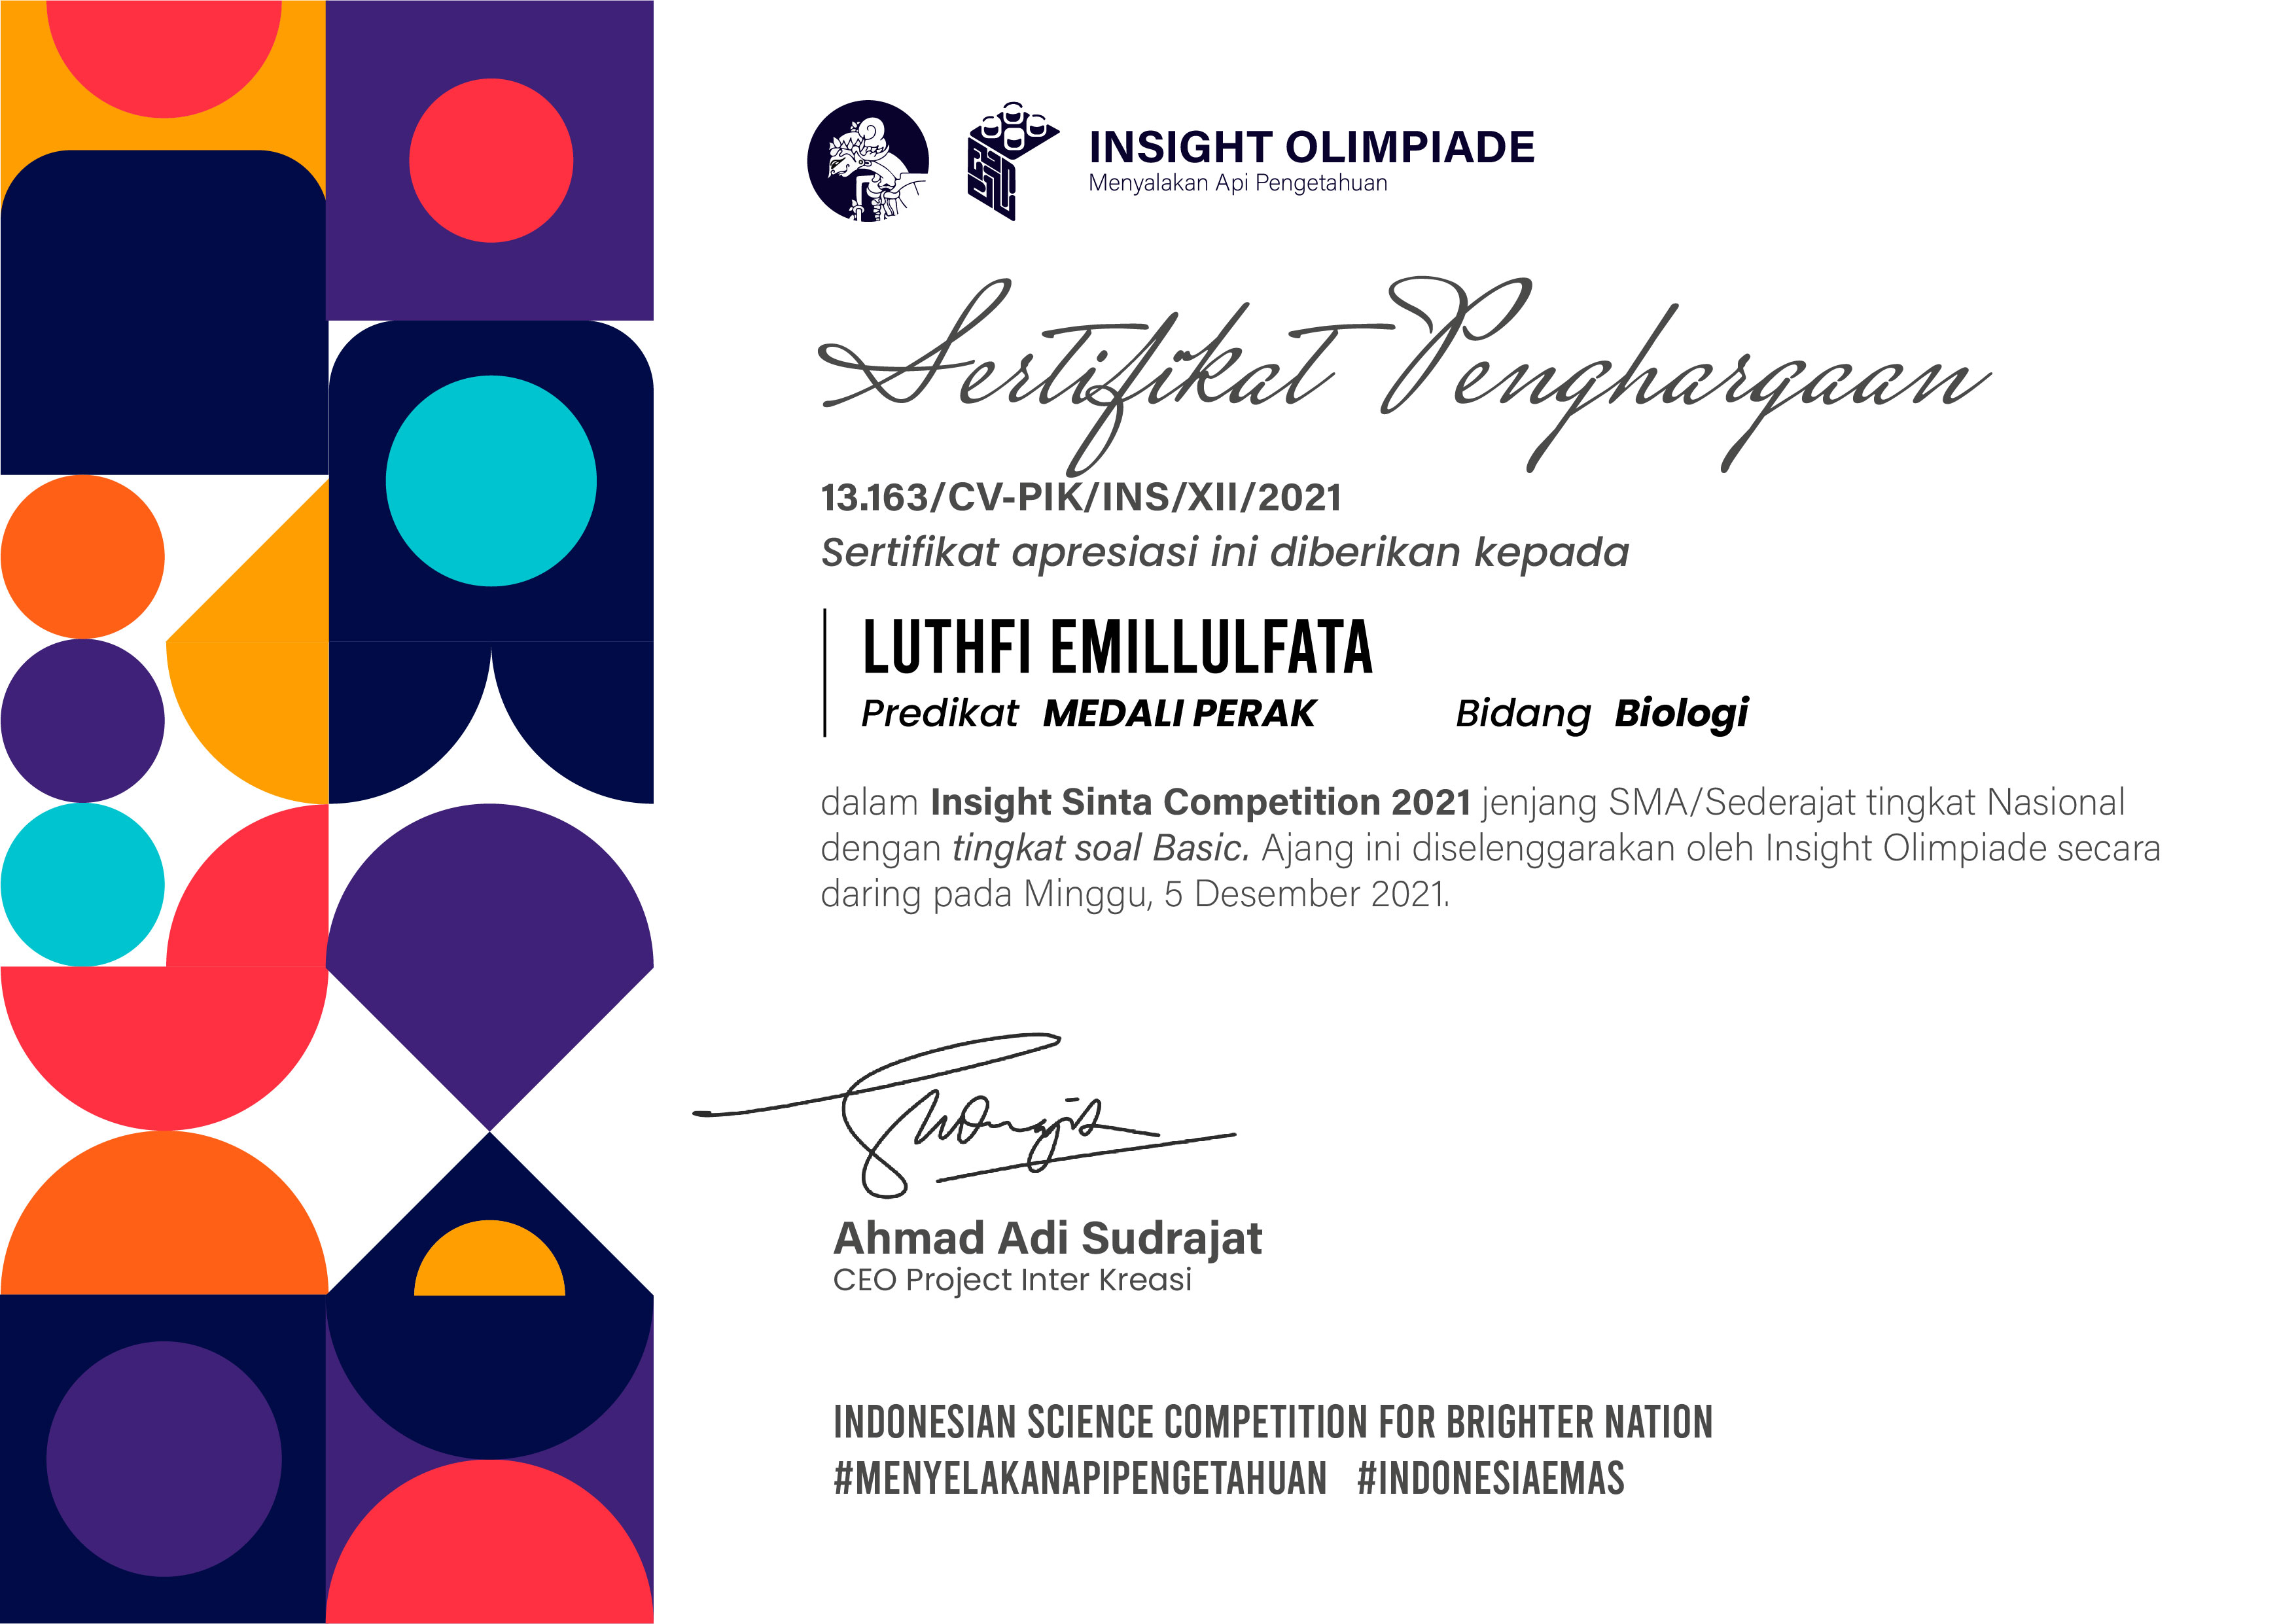 INSIGHT OLIMPIADE
Menyalakan Api Pengetahuan
Sertifikat Penghargaan
13.163/CV-PIK/INS/XII/2021
Sertifikat apresiasi ini diberikan kepada
LUTHFI EMILLULFATA
Predikat MEDALI PERAK Bidang Biologi
dalam Insight Sinta Competition 2021 jenjang SMA/Sederajat tingkat Nasional
dengan tingkat soal Basic. Ajang ini diselenggarakan oleh Insight Olimpiade secara
daring pada Minggu, 5 Desember 2021.
Ahmad Adi Sudrajat
CEO Project Inter Kreasi
INDONESIAN SCIENCE COMPETITION FOR BRIGHTER NATION
#MENYELAKANAPIPENGETAHUAN #INDONESIAEMAS